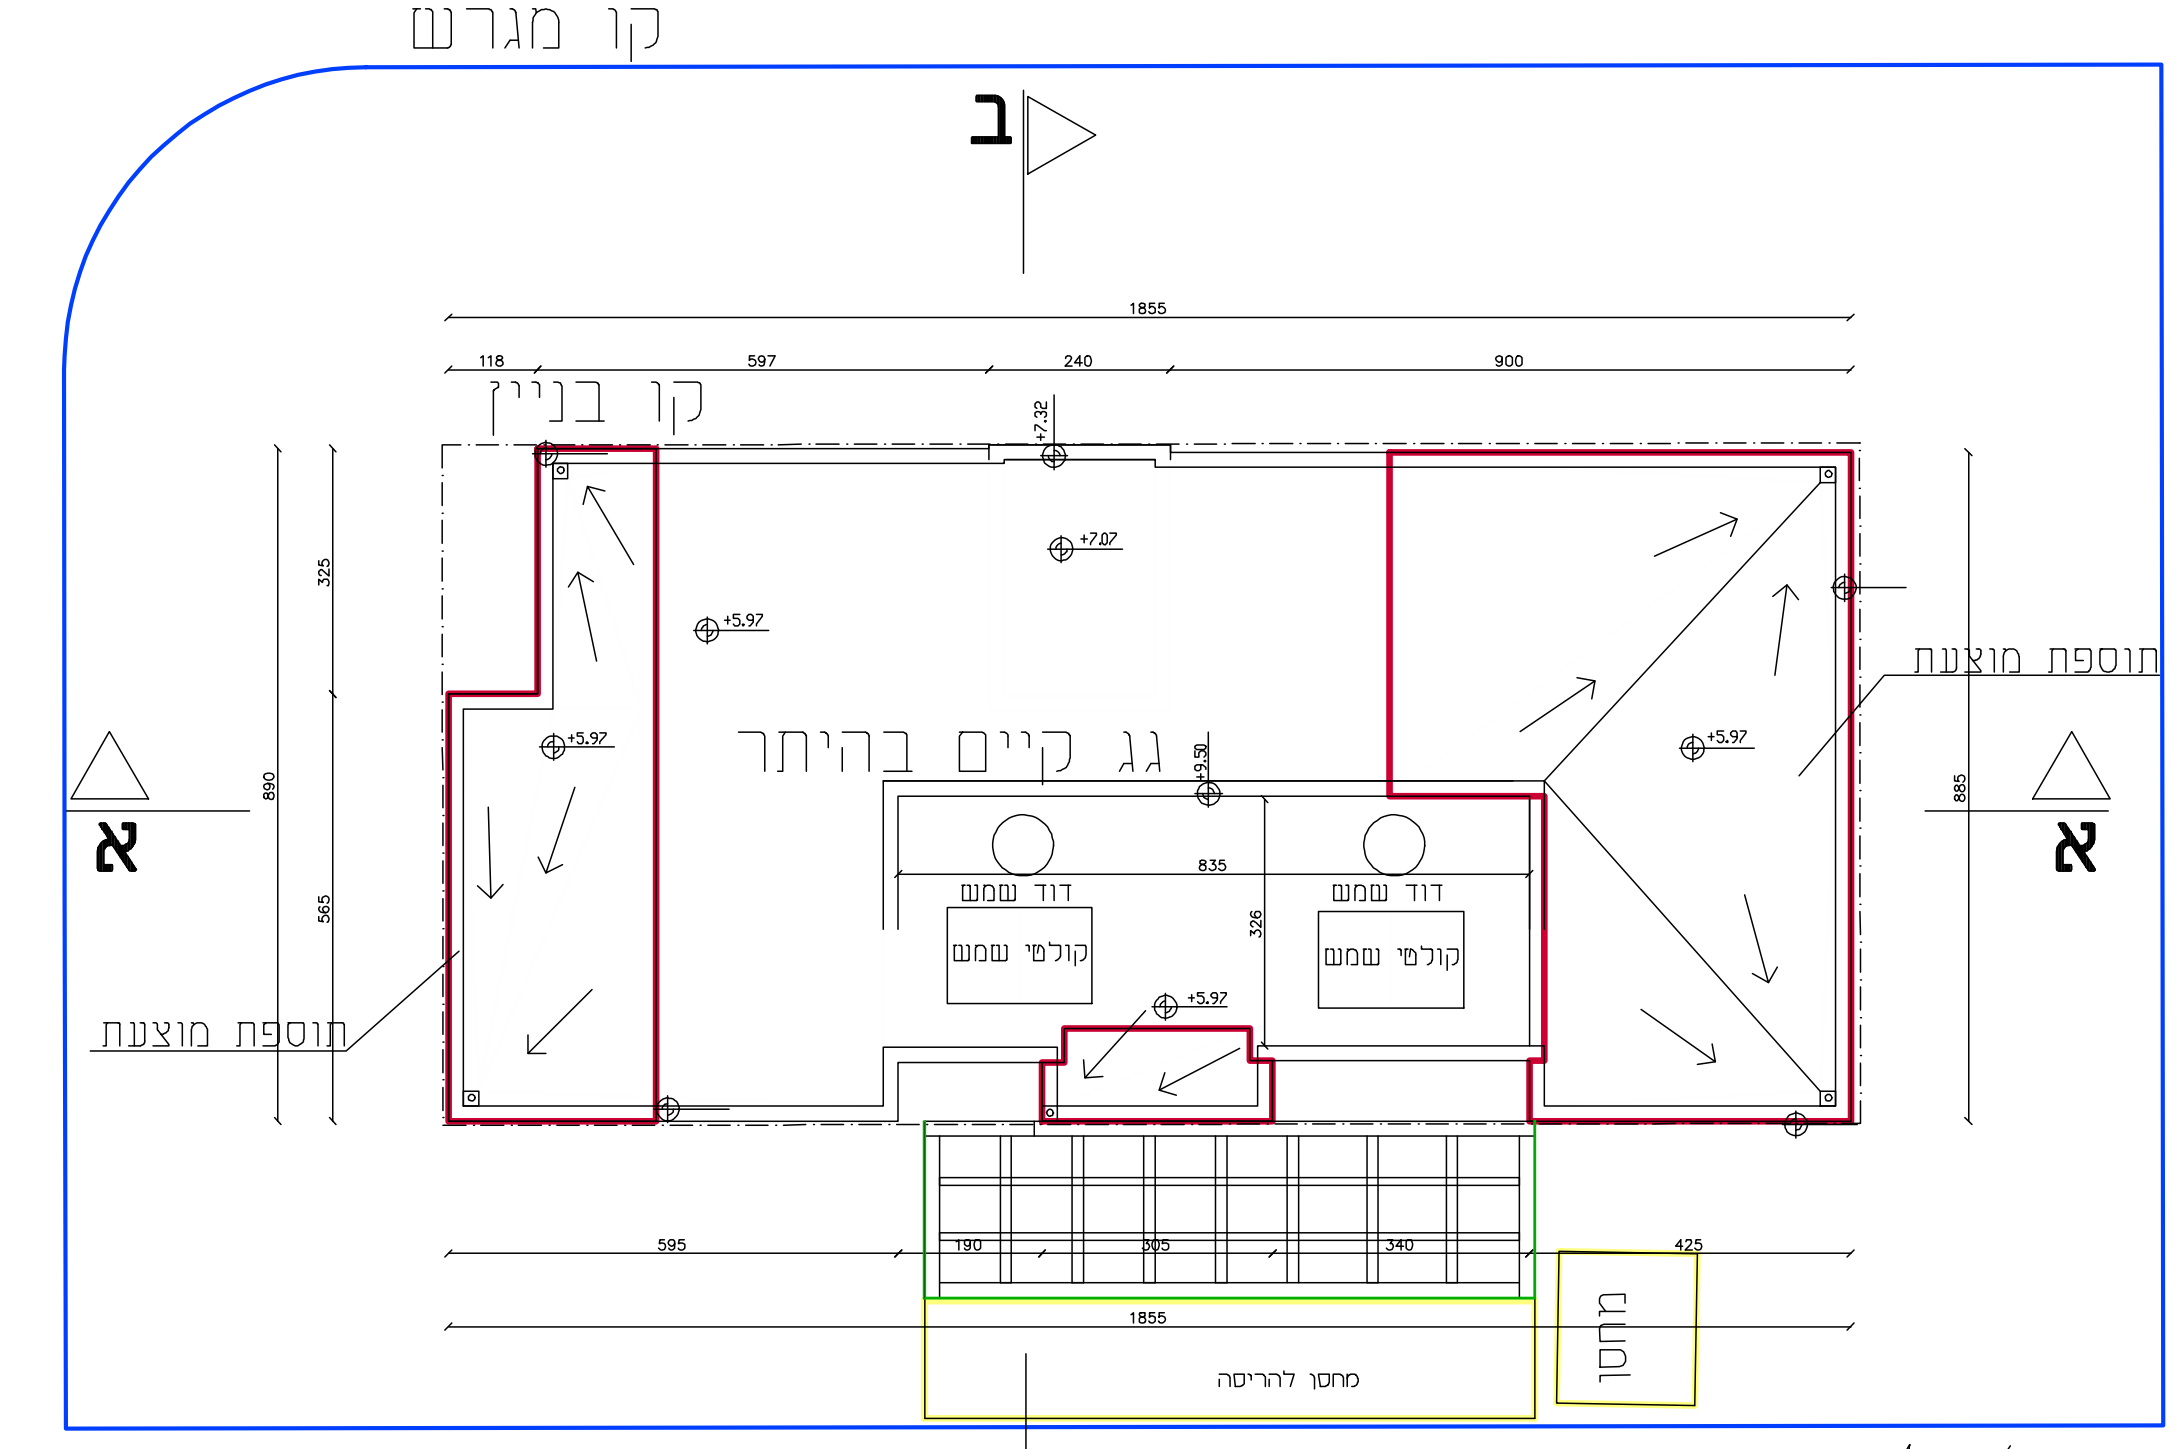 קו מגרש
ב
1855
118
597
240
900
קו בניין
+7.32
+7.07
325
+5.97
תוספת מוצעת
+5.97
+5.97
גג קיים בהיתר
+9.50
890
885
א
א
835
דוד שמש
דוד שמש
565
326
קולטי שמש
קולטי שמש
+5.97
תוספת מוצעת
595
190
305
340
425
1855
מחסן
מחסן להריסה